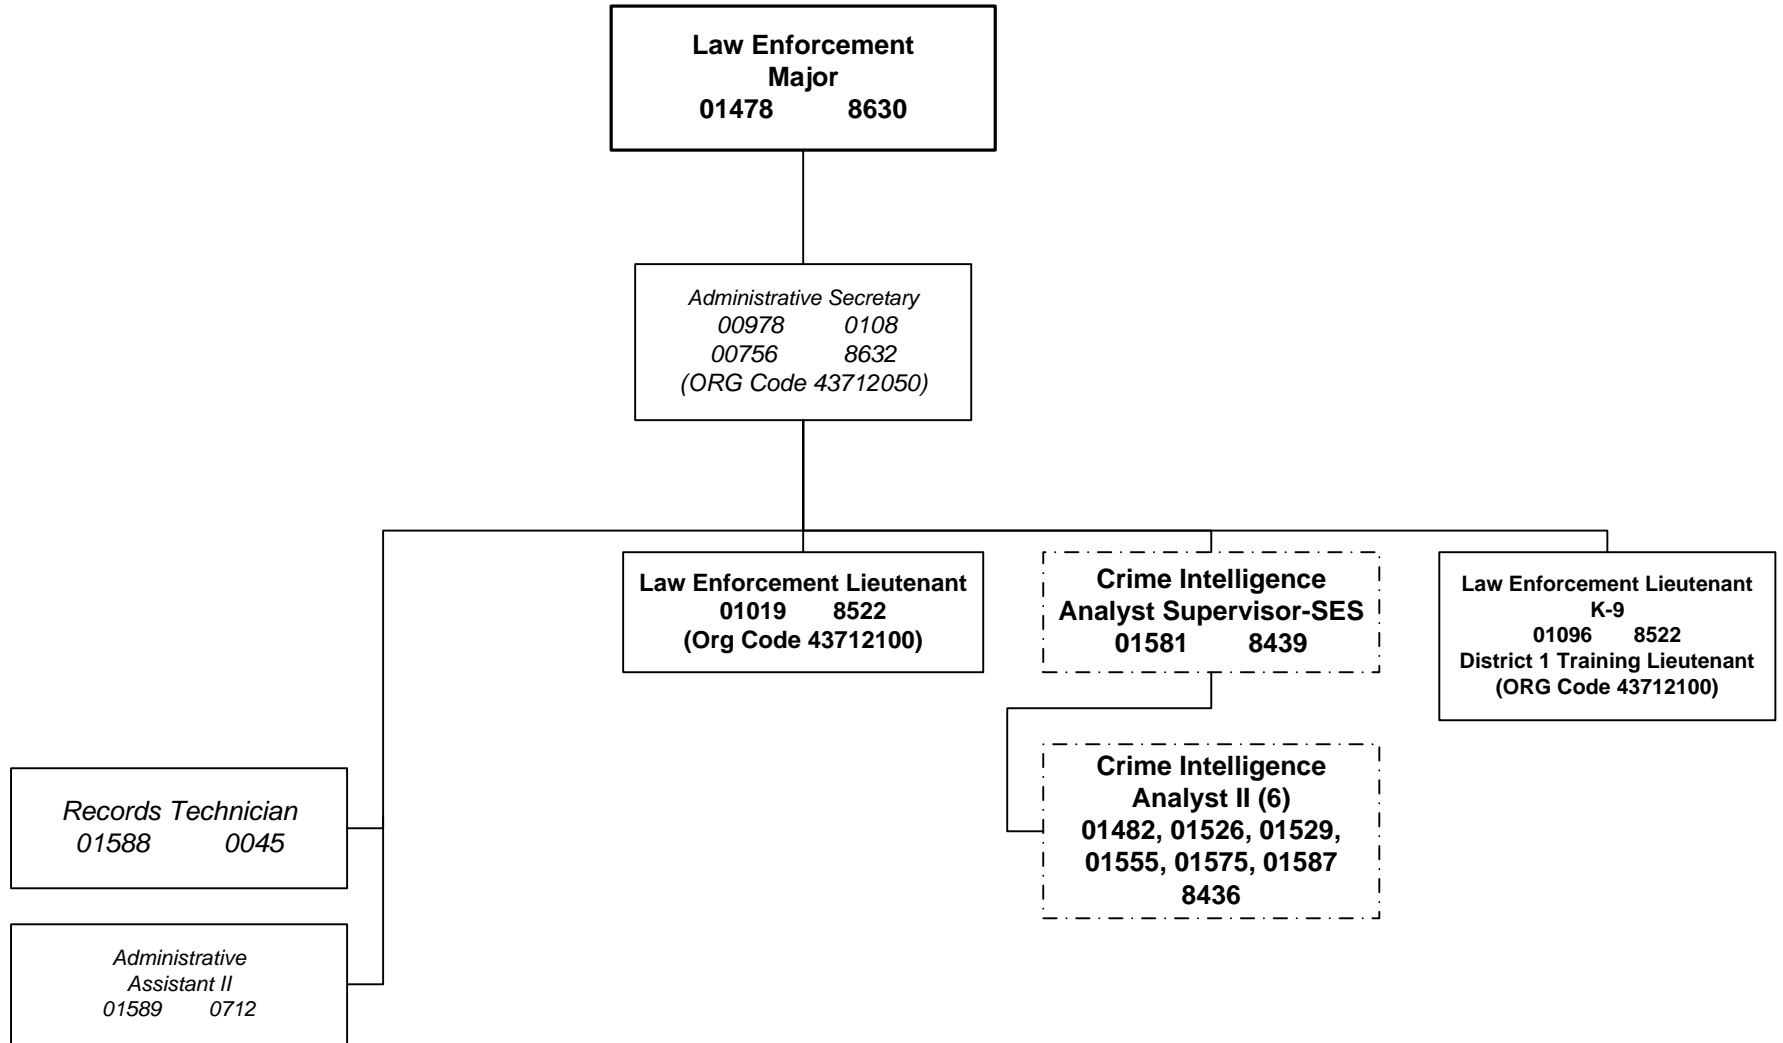 Law Enforcement
Major
01478 8630
Administrative Secretary
00978 0108
00756 8632
(ORG Code 43712050)
Law Enforcement Lieutenant
01019 8522
(Org Code 43712100)
Crime Intelligence
Analyst Supervisor-SES
01581 8439
Law Enforcement Lieutenant
K-9
01096 8522
District 1 Training Lieutenant
(ORG Code 43712100)
Crime Intelligence
Analyst II (6)
01482, 01526, 01529,
01555, 01575, 01587
8436
Records Technician
01588 0045
Administrative
Assistant II
01589 0712